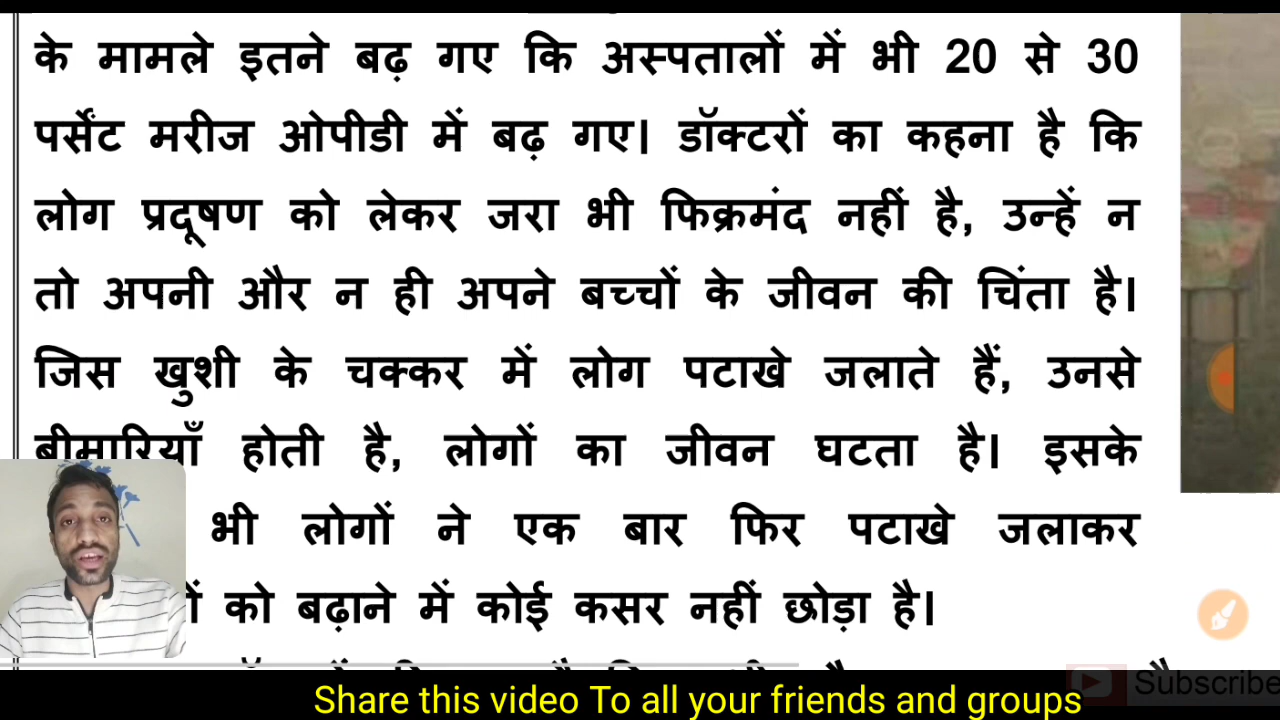 के मामले इतने बढ़ गए कि अस्पतालों में भी 20 से 30
पर्सेंट मरीज ओपीडी में बढ़ गए। डॉक्टरों का कहना है कि
लोग प्रदूषण को लेकर जरा भी फिक्रमंद नहीं है, उन्हें न
तो अपनी और न ही अपने बच्चों के जीवन की चिंता है।
जिस खुशी के चक्कर में लोग पटाखे जलाते हैं, उनसे
बीमारियाँ होती है, लोगों का जीवन घटता है। इसके
भी लोगों ने एक बार फिर पटाखे जलाकर
को बढ़ाने में कोई कसर नहीं छोड़ा है।
Subscribe
Share this video To all your friends and groups